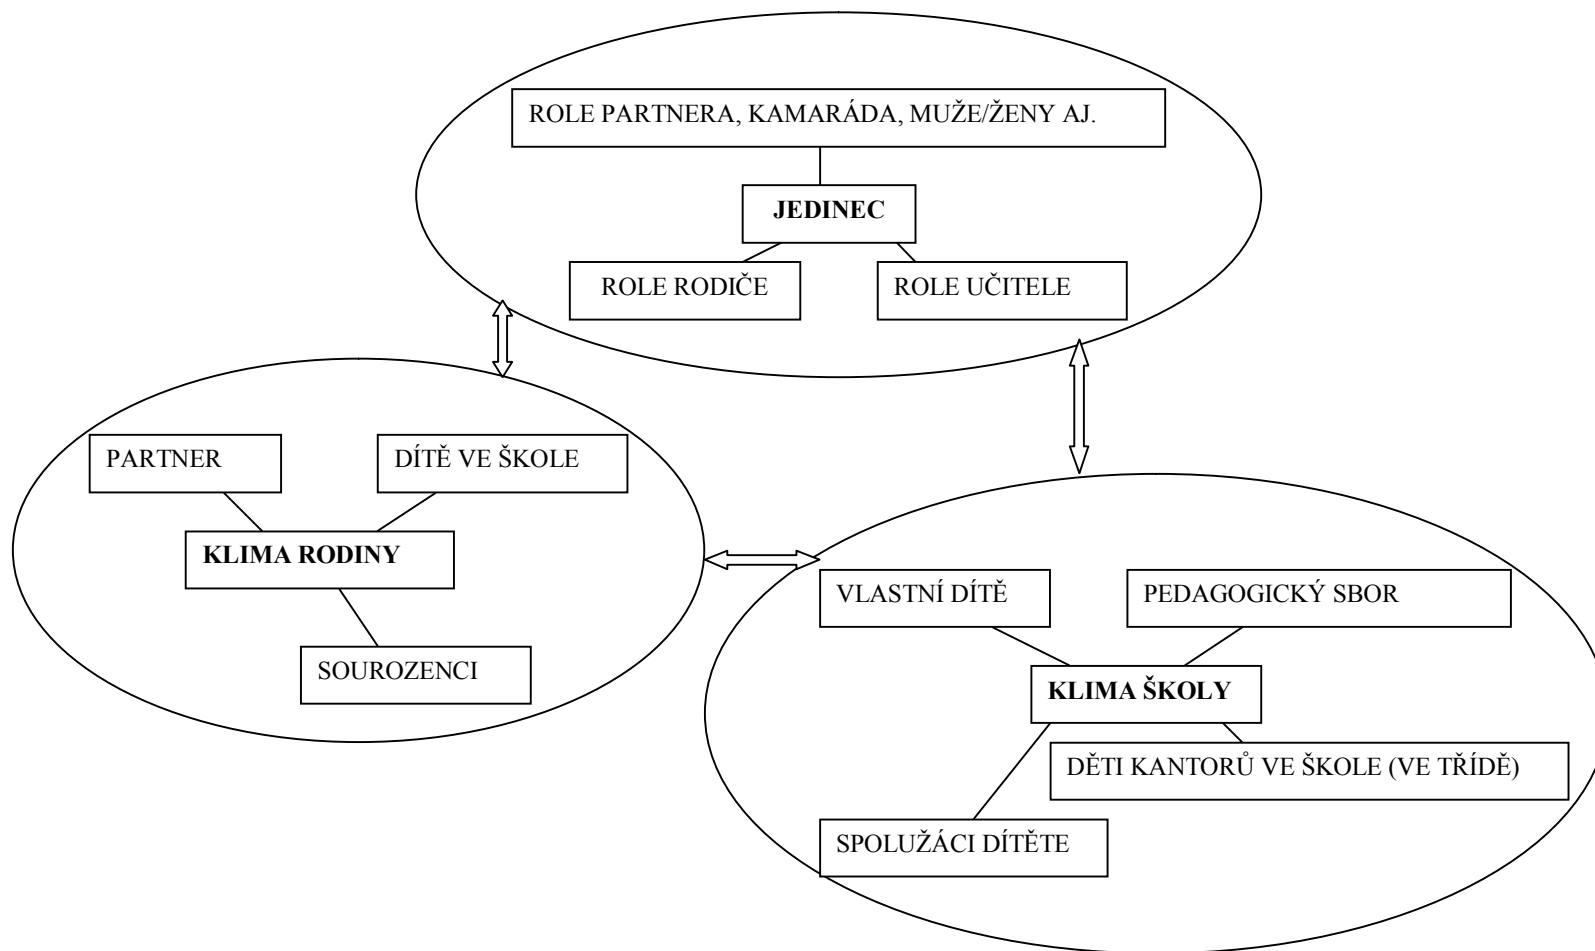 ROLE PARTNERA, KAMARÁDA, MUŽE/ŽENY AJ.
JEDINEC
ROLE RODIČE
ROLE UČITELE
PARTNER
DÍTĚ VE ŠKOLE
KLIMA RODINY
SOUROZENCI
VLASTNÍ DÍTĚ
PEDAGOGICKÝ SBOR
KLIMA ŠKOLY
DĚTI KANTORŮ VE ŠKOLE (VE TŘÍDĚ)
SPOLUŽÁCI DÍTĚTE